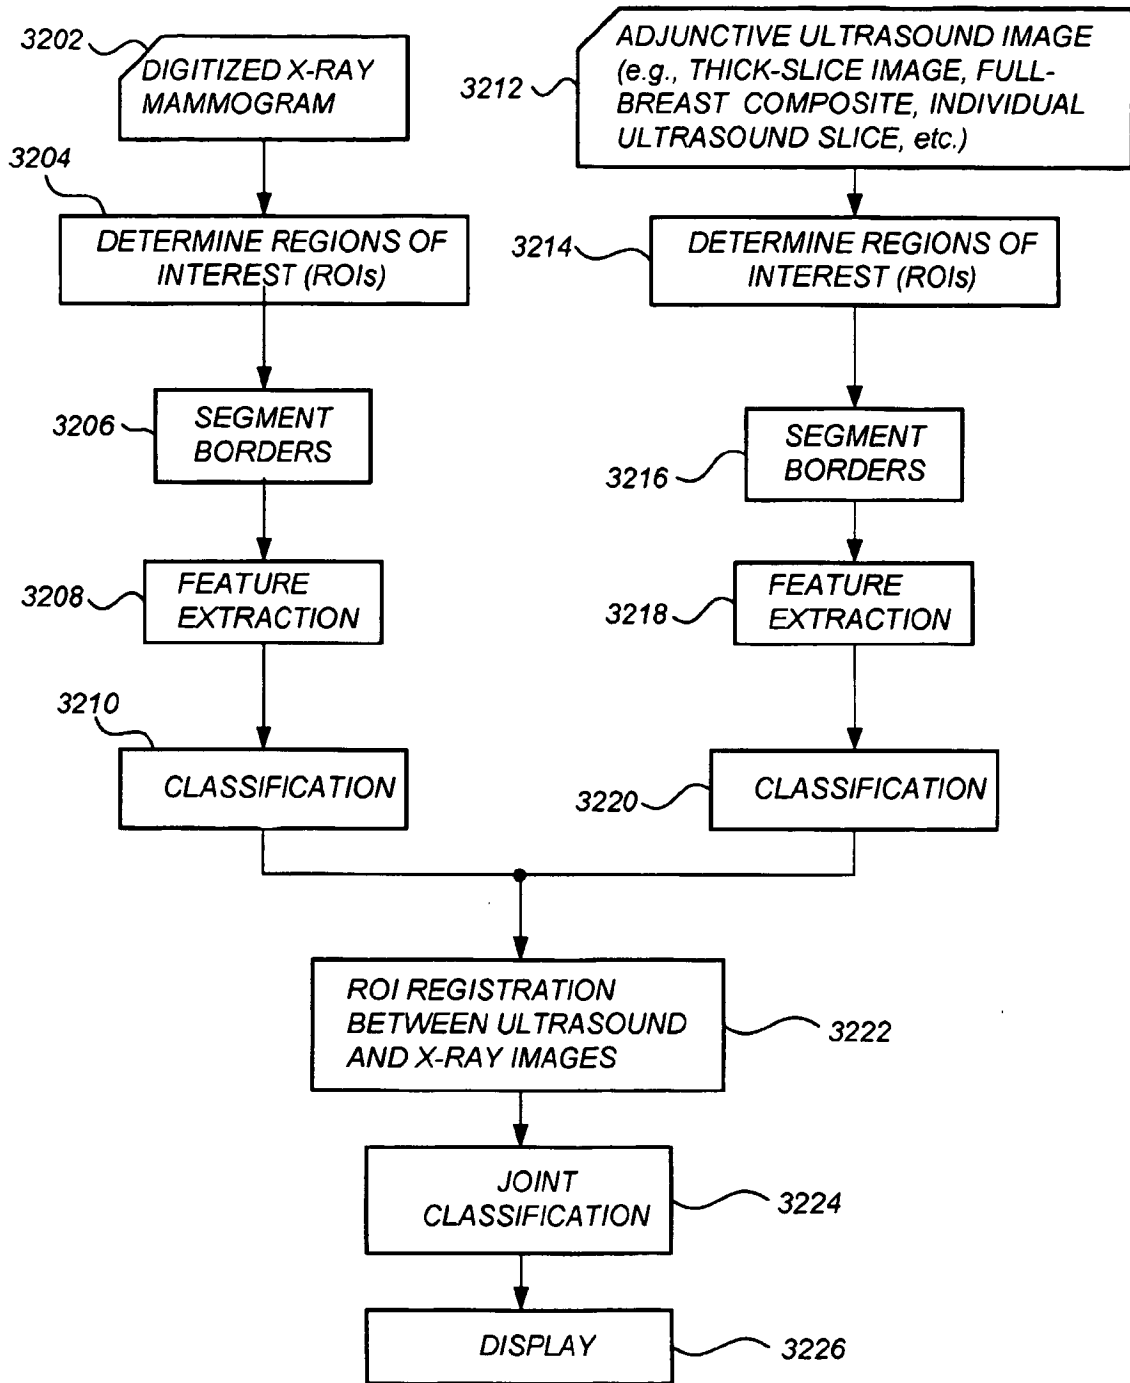 3202
DIGITIZED X-RAY
MAMMOGRAM
3204
DETERMINE REGIONS OF
INTEREST (ROIs)
3206
SEGMENT
BORDERS
3208
FEATURE
EXTRACTION
3210
CLASSIFICATION
3212
ADJUNCTIVE ULTRASOUND IMAGE
(e.g., THICK-SLICE IMAGE, FULL-
BREAST COMPOSITE, INDIVIDUAL
ULTRASOUND SLICE, etc.)
3214
DETERMINE REGIONS OF
INTEREST (ROIs)
3216
SEGMENT
BORDERS
3218
FEATURE
EXTRACTION
3220
CLASSIFICATION
ROI REGISTRATION
BETWEEN ULTRASOUND
AND X-RAY IMAGES
3222
JOINT
CLASSIFICATION
3224
DISPLAY
3226